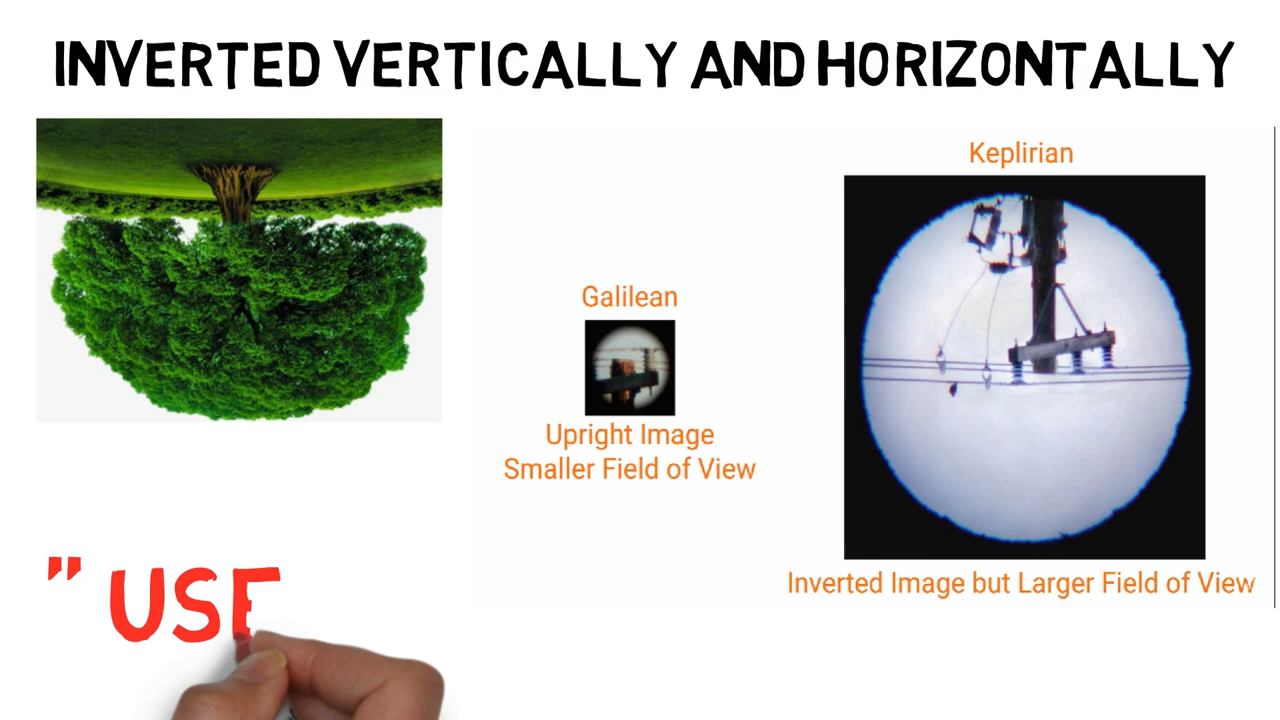 INVERTED VERTICALLY AND HORIZONTALLY
Keplirian
Galilean
Upright Image
Smaller Field of View
Inverted Image but Larger Field of View
" USE